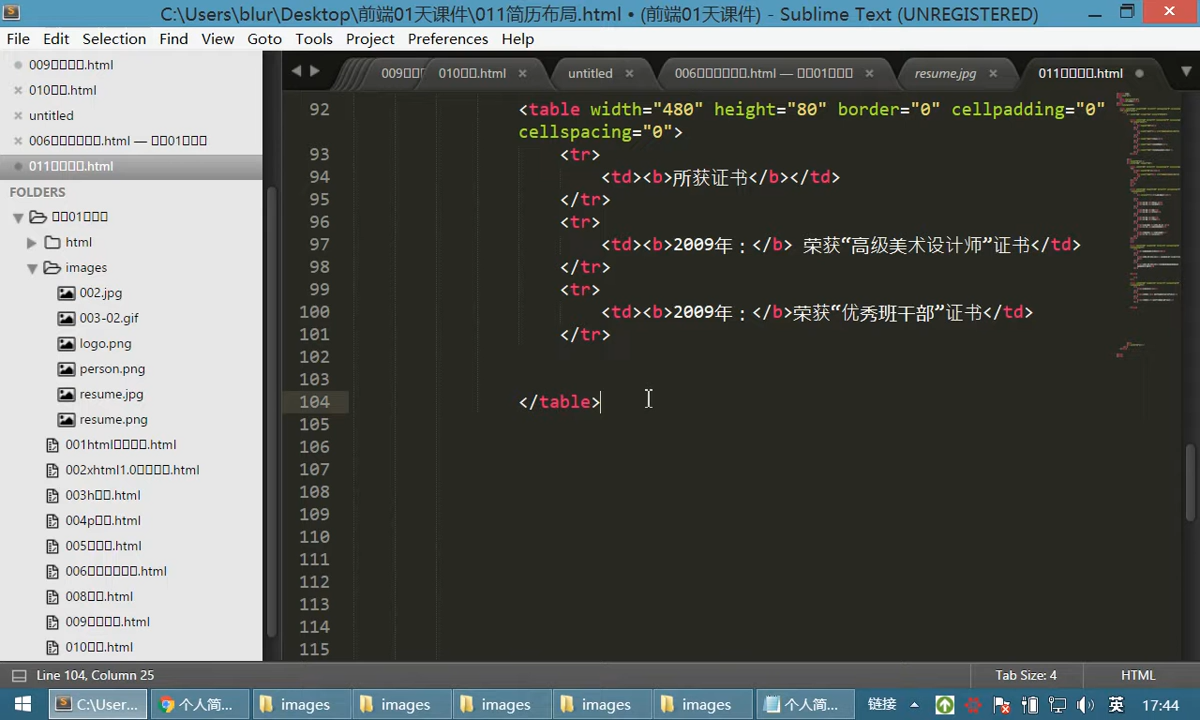 C:\Users\blur\Desktop\前端01天课件\011简历布局.html • (前端01天课件) - Sublime Text (UNREGISTERED)
File Edit Selection Find View Goto Tools Project Preferences Help
009□□□□.html
010□□.html
untitled
006□□□□□□.html — □□01□□□
011□□□□.html
FOLDERS
□□01□□□
html
images
002.jpg
003-02.gif
logo.png
person.png
resume.jpg
resume.png
001html□□□□.html
002xhtml1.0□□□□.html
003h□□.html
004p□□.html
005□□□.html
006□□□□□□.html
008□□.html
009□□□□.html
010□□.html
009□□ 010□□.html untitled 006□□□□□□.html — □□01□□□ resume.jpg 011□□□□.html
92 <table width="480" height="80" border="0" cellpadding="0"
cellspacing="0">
93 <tr>
94 <td><b>所获证书</b></td>
95 </tr>
96 <tr>
97 <td><b>2009年：</b> 荣获“高级美术设计师”证书</td>
98 </tr>
99 <tr>
100 <td><b>2009年：</b>荣获“优秀班干部”证书</td>
101 </tr>
102
103
104 </table>
105
106
107
108
109
110
111
112
113
114
115
Line 104, Column 25 Tab Size: 4 HTML
C:\User... 个人简... images images images images images 个人简... 链接 英 17:44